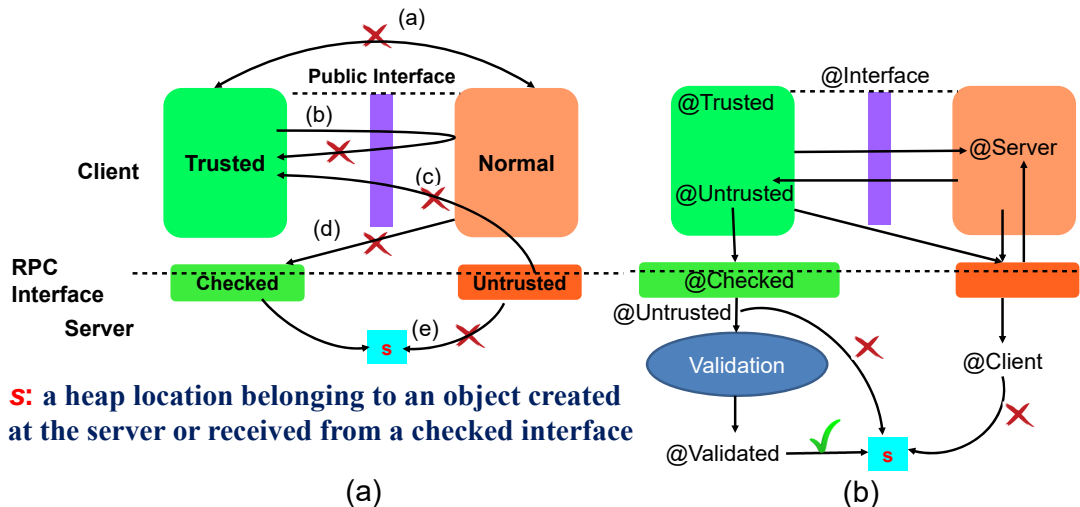 (a)
Public Interface
(b)
Client
Trusted
Normal
(c)
(d)
RPC
Interface
Checked
Untrusted
Server
(e)
s
s: a heap location belonging to an object created
at the server or received from a checked interface
(a)
@Interface
@Trusted
@Server
@Untrusted
@Checked
@Untrusted
Validation
@Client
@Validated
s
(b)